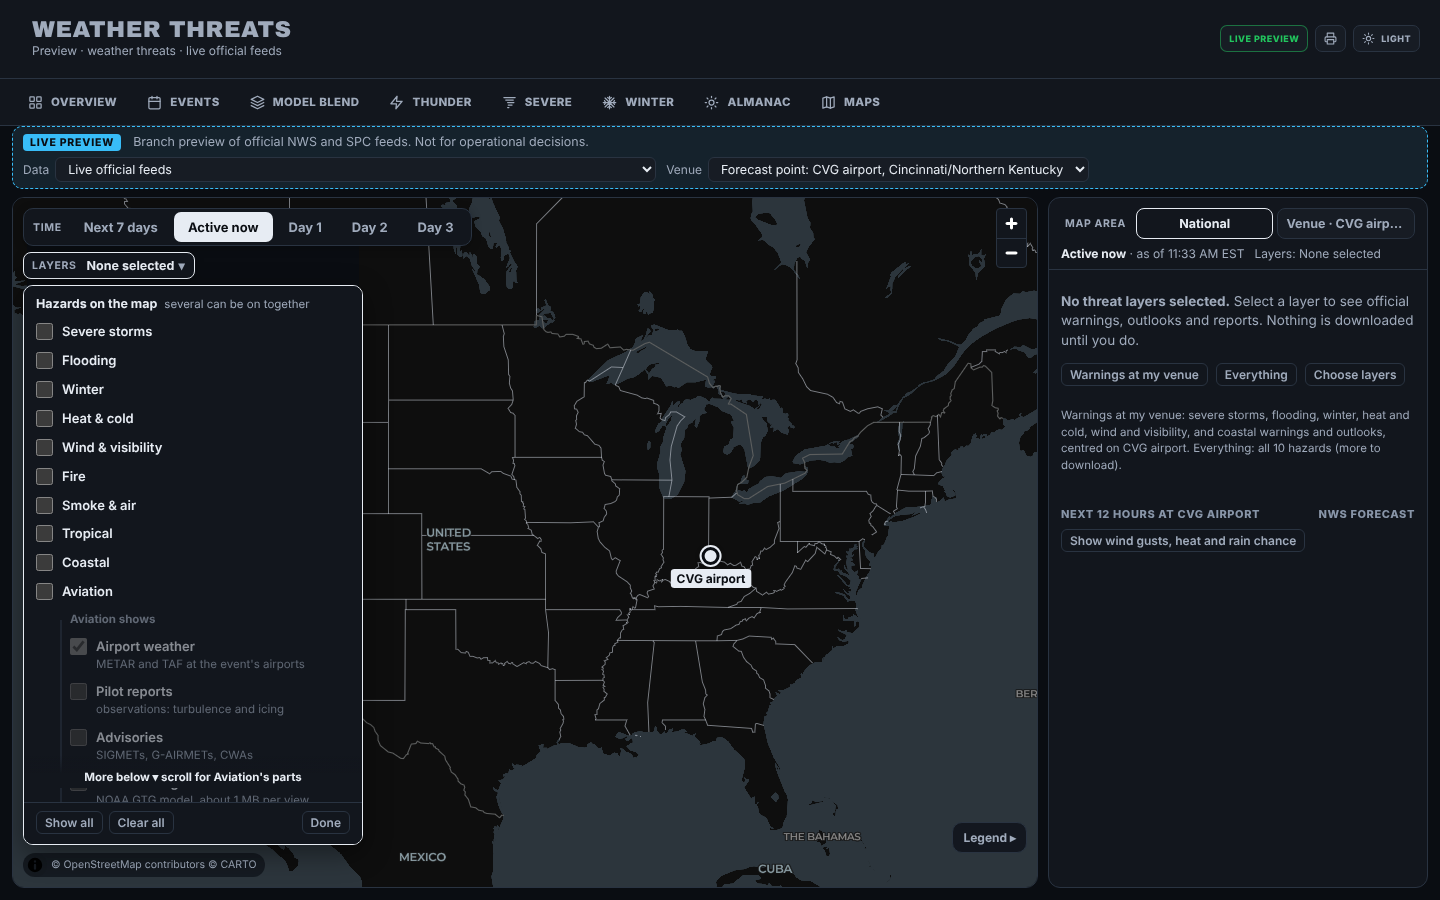 WEATHER THREATS
Preview · weather threats · live official feeds
LIVE PREVIEW
LIGHT
OVERVIEW
EVENTS
MODEL BLEND
THUNDER
SEVERE
WINTER
ALMANAC
MAPS
LIVE PREVIEW Branch preview of official NWS and SPC feeds. Not for operational decisions.
Data Live official feeds Venue Forecast point: CVG airport, Cincinnati/Northern Kentucky
TIME Next 7 days Active now Day 1 Day 2 Day 3
LAYERS None selected ▾
Hazards on the map several can be on together
Severe storms
Flooding
Winter
Heat & cold
Wind & visibility
Fire
Smoke & air
Tropical
Coastal
Aviation
Aviation shows
Airport weather
METAR and TAF at the event's airports
Pilot reports
observations: turbulence and icing
Advisories
SIGMETs, G-AIRMETs, CWAs
More below ▾ scroll for Aviation's parts
NOAA GTG model, about 1 MB per view
Show all Clear all Done
© OpenStreetMap contributors © CARTO
+
−
UNITED
STATES
CVG airport
BER
THE BAHAMAS
MEXICO
CUBA
Legend ▸
MAP AREA National Venue · CVG airp...
Active now · as of 11:33 AM EST Layers: None selected
No threat layers selected. Select a layer to see official
warnings, outlooks and reports. Nothing is downloaded
until you do.
Warnings at my venue Everything Choose layers
Warnings at my venue: severe storms, flooding, winter, heat and
cold, wind and visibility, and coastal warnings and outlooks,
centred on CVG airport. Everything: all 10 hazards (more to
download).
NEXT 12 HOURS AT CVG AIRPORT NWS FORECAST
Show wind gusts, heat and rain chance